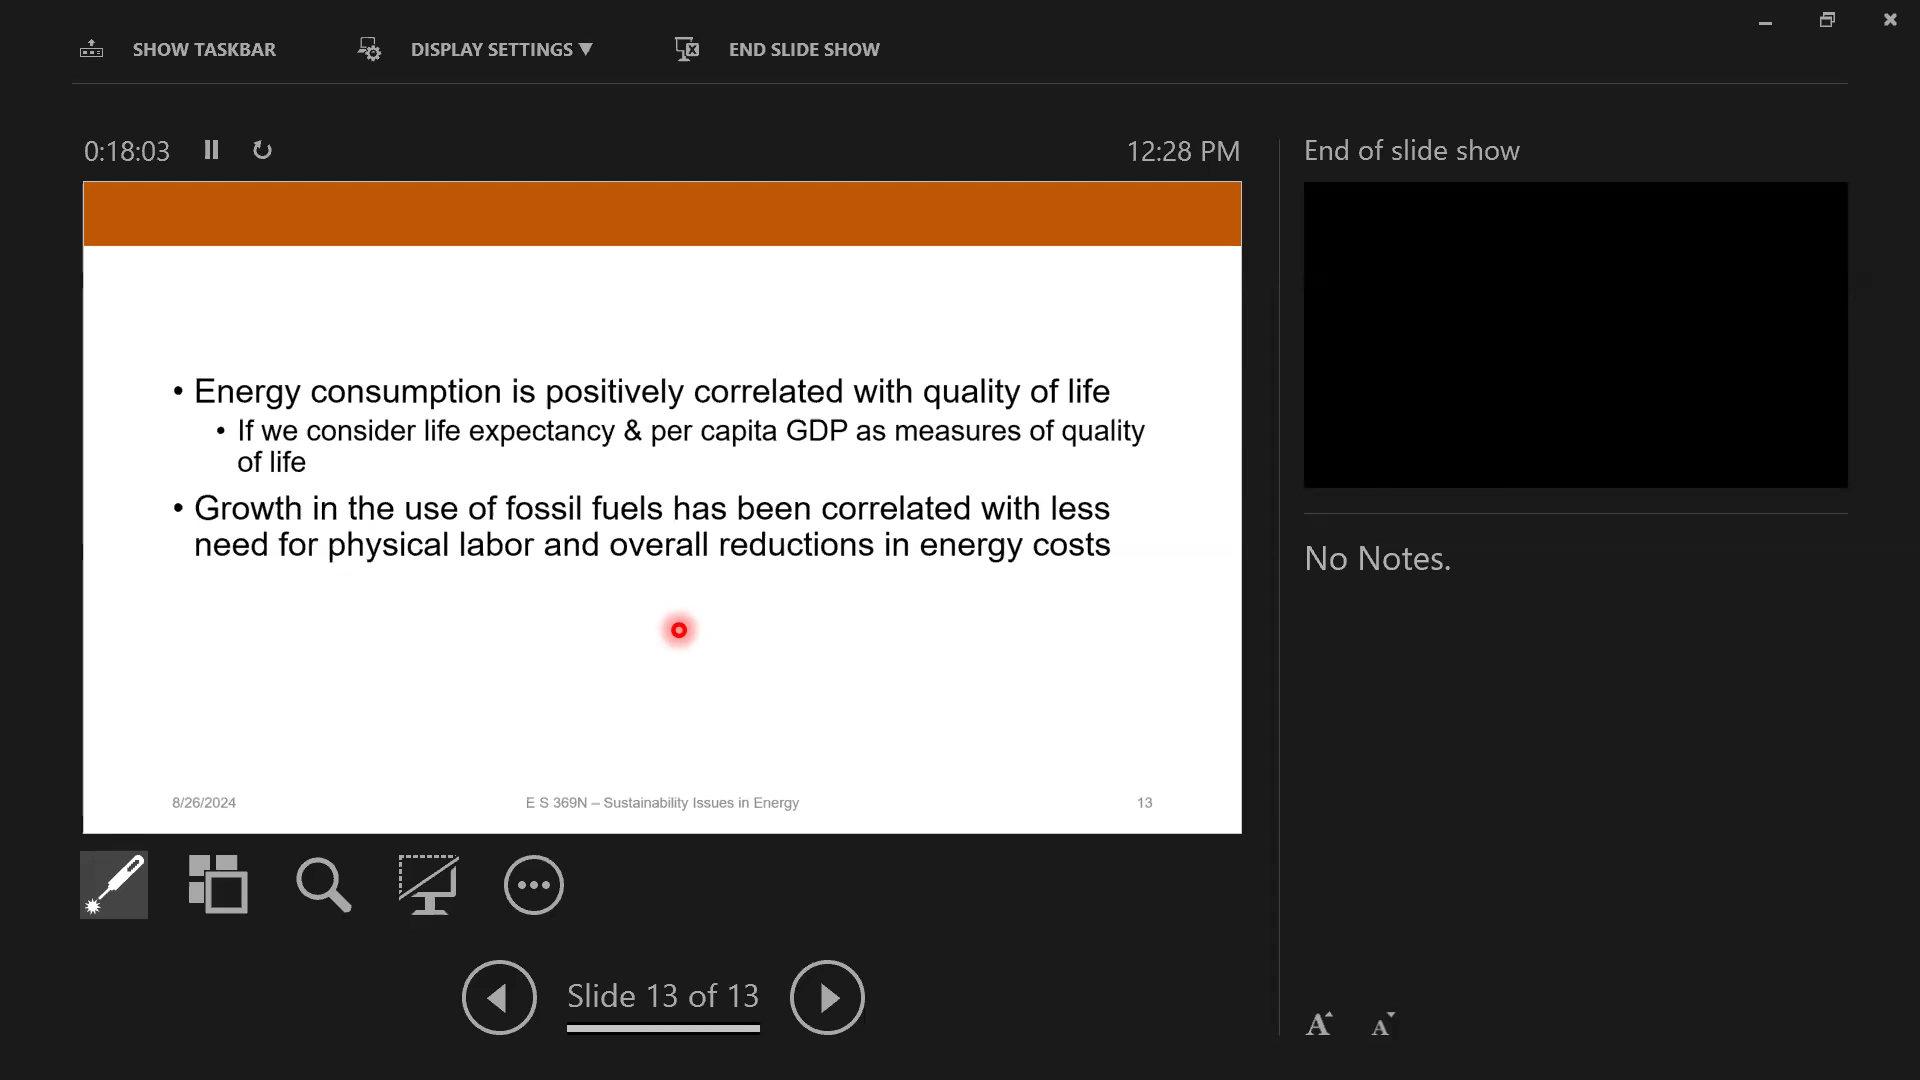 SHOW TASKBAR
DISPLAY SETTINGS ▼
END SLIDE SHOW
0:18:03
12:28 PM
• Energy consumption is positively correlated with quality of life
• If we consider life expectancy & per capita GDP as measures of quality
of life
• Growth in the use of fossil fuels has been correlated with less
need for physical labor and overall reductions in energy costs
8/26/2024
E S 369N – Sustainability Issues in Energy
13
Slide 13 of 13
End of slide show
No Notes.
A
A